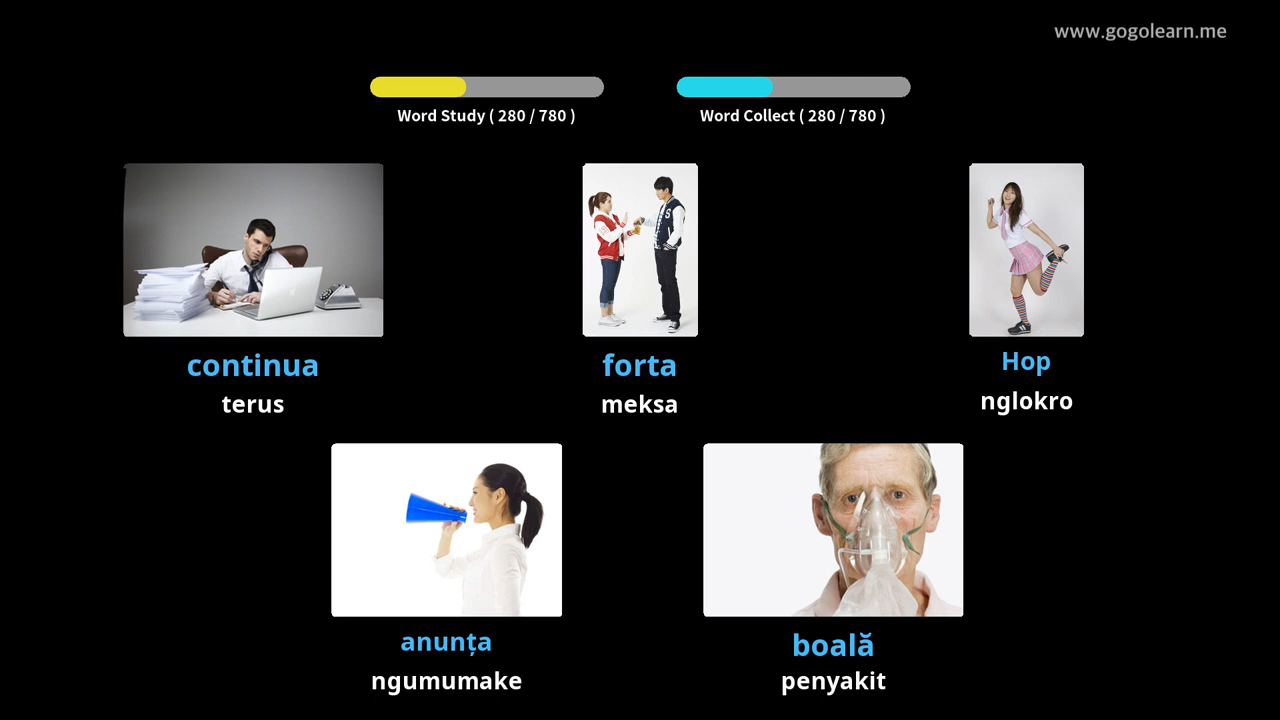 www.gogolearn.me
Word Study ( 280 / 780 )
Word Collect ( 280 / 780 )
continua
terus
forta
meksa
Hop
nglokro
anunța
ngumumake
boală
penyakit